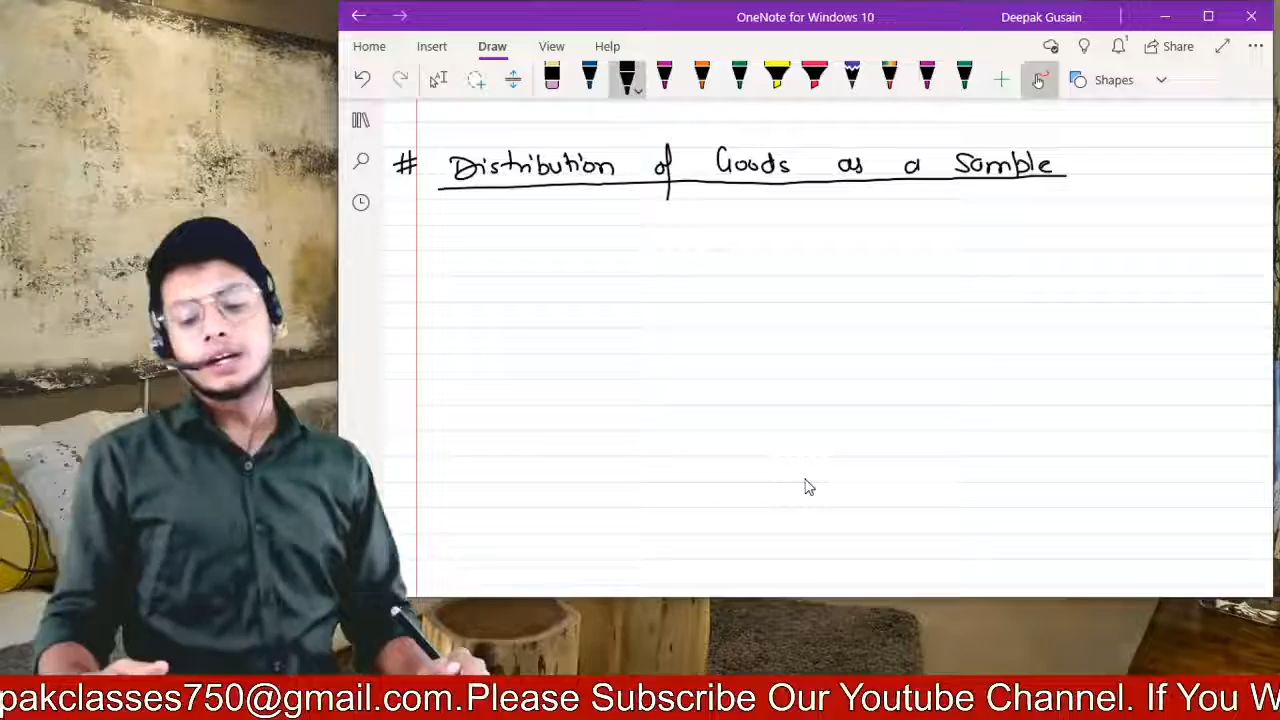 OneNote for Windows 10
Deepak Gusain
Home Insert Draw View Help
Share
Shapes
# Distribution of Goods as a Sample
pakclasses750@gmail.com.Please Subscribe Our Youtube Channel. If You W